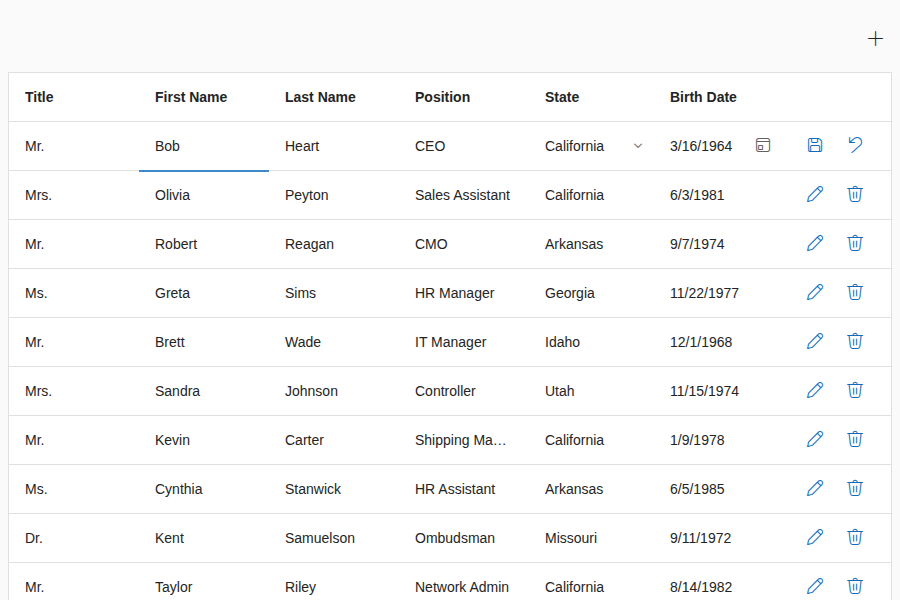 Title First Name Last Name Position State Birth Date
Mr. Bob Heart CEO California 3/16/1964
Mrs. Olivia Peyton Sales Assistant California 6/3/1981
Mr. Robert Reagan CMO Arkansas 9/7/1974
Ms. Greta Sims HR Manager Georgia 11/22/1977
Mr. Brett Wade IT Manager Idaho 12/1/1968
Mrs. Sandra Johnson Controller Utah 11/15/1974
Mr. Kevin Carter Shipping Ma… California 1/9/1978
Ms. Cynthia Stanwick HR Assistant Arkansas 6/5/1985
Dr. Kent Samuelson Ombudsman Missouri 9/11/1972
Mr. Taylor Riley Network Admin California 8/14/1982